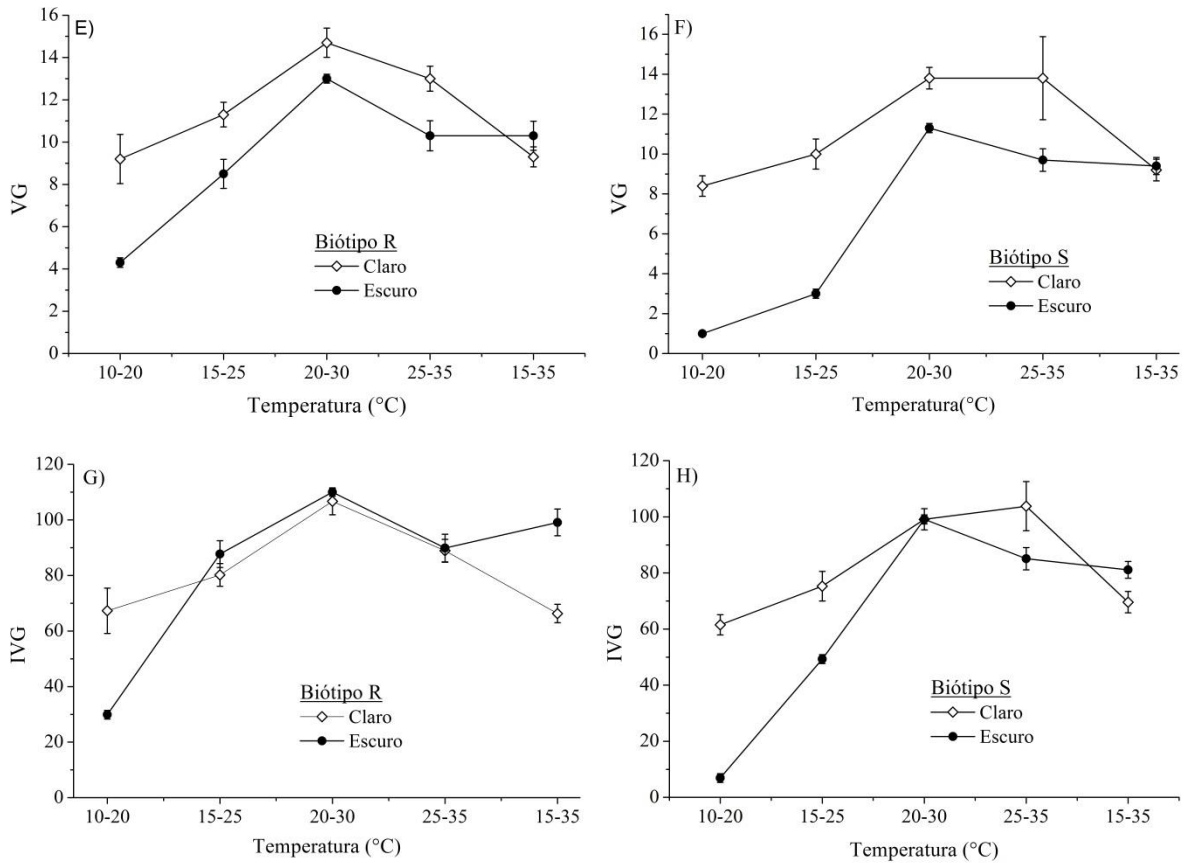 E)
16
14
12
10
8
6
4
2
0
VG
Biótipo R
Claro
Escuro
10-20 15-25 20-30 25-35 15-35
Temperatura (°C)
F)
16
14
12
10
8
6
4
2
0
VG
Biótipo S
Claro
Escuro
10-20 15-25 20-30 25-35 15-35
Temperatura(°C)
G)
120
100
80
60
40
20
0
IVG
Biótipo R
Claro
Escuro
10-20 15-25 20-30 25-35 15-35
Temperatura (°C)
H)
120
100
80
60
40
20
0
IVG
Biótipo S
Claro
Escuro
10-20 15-25 20-30 25-35 15-35
Temperatura (°C)